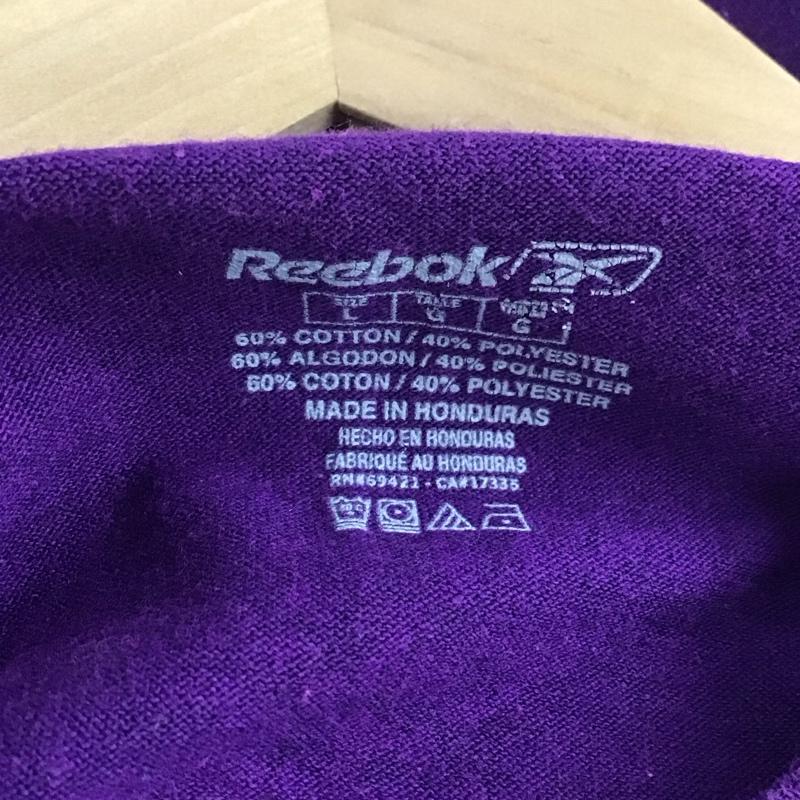 Reebok
SIZE TALLE
L G G
60% COTTON / 40% POLYESTER
60% ALGODON / 40% POLIESTER
60% COTON / 40% POLYESTER
MADE IN HONDURAS
HECHO EN HONDURAS
FABRIQUÉ AU HONDURAS
RN#69421 - CA#17335